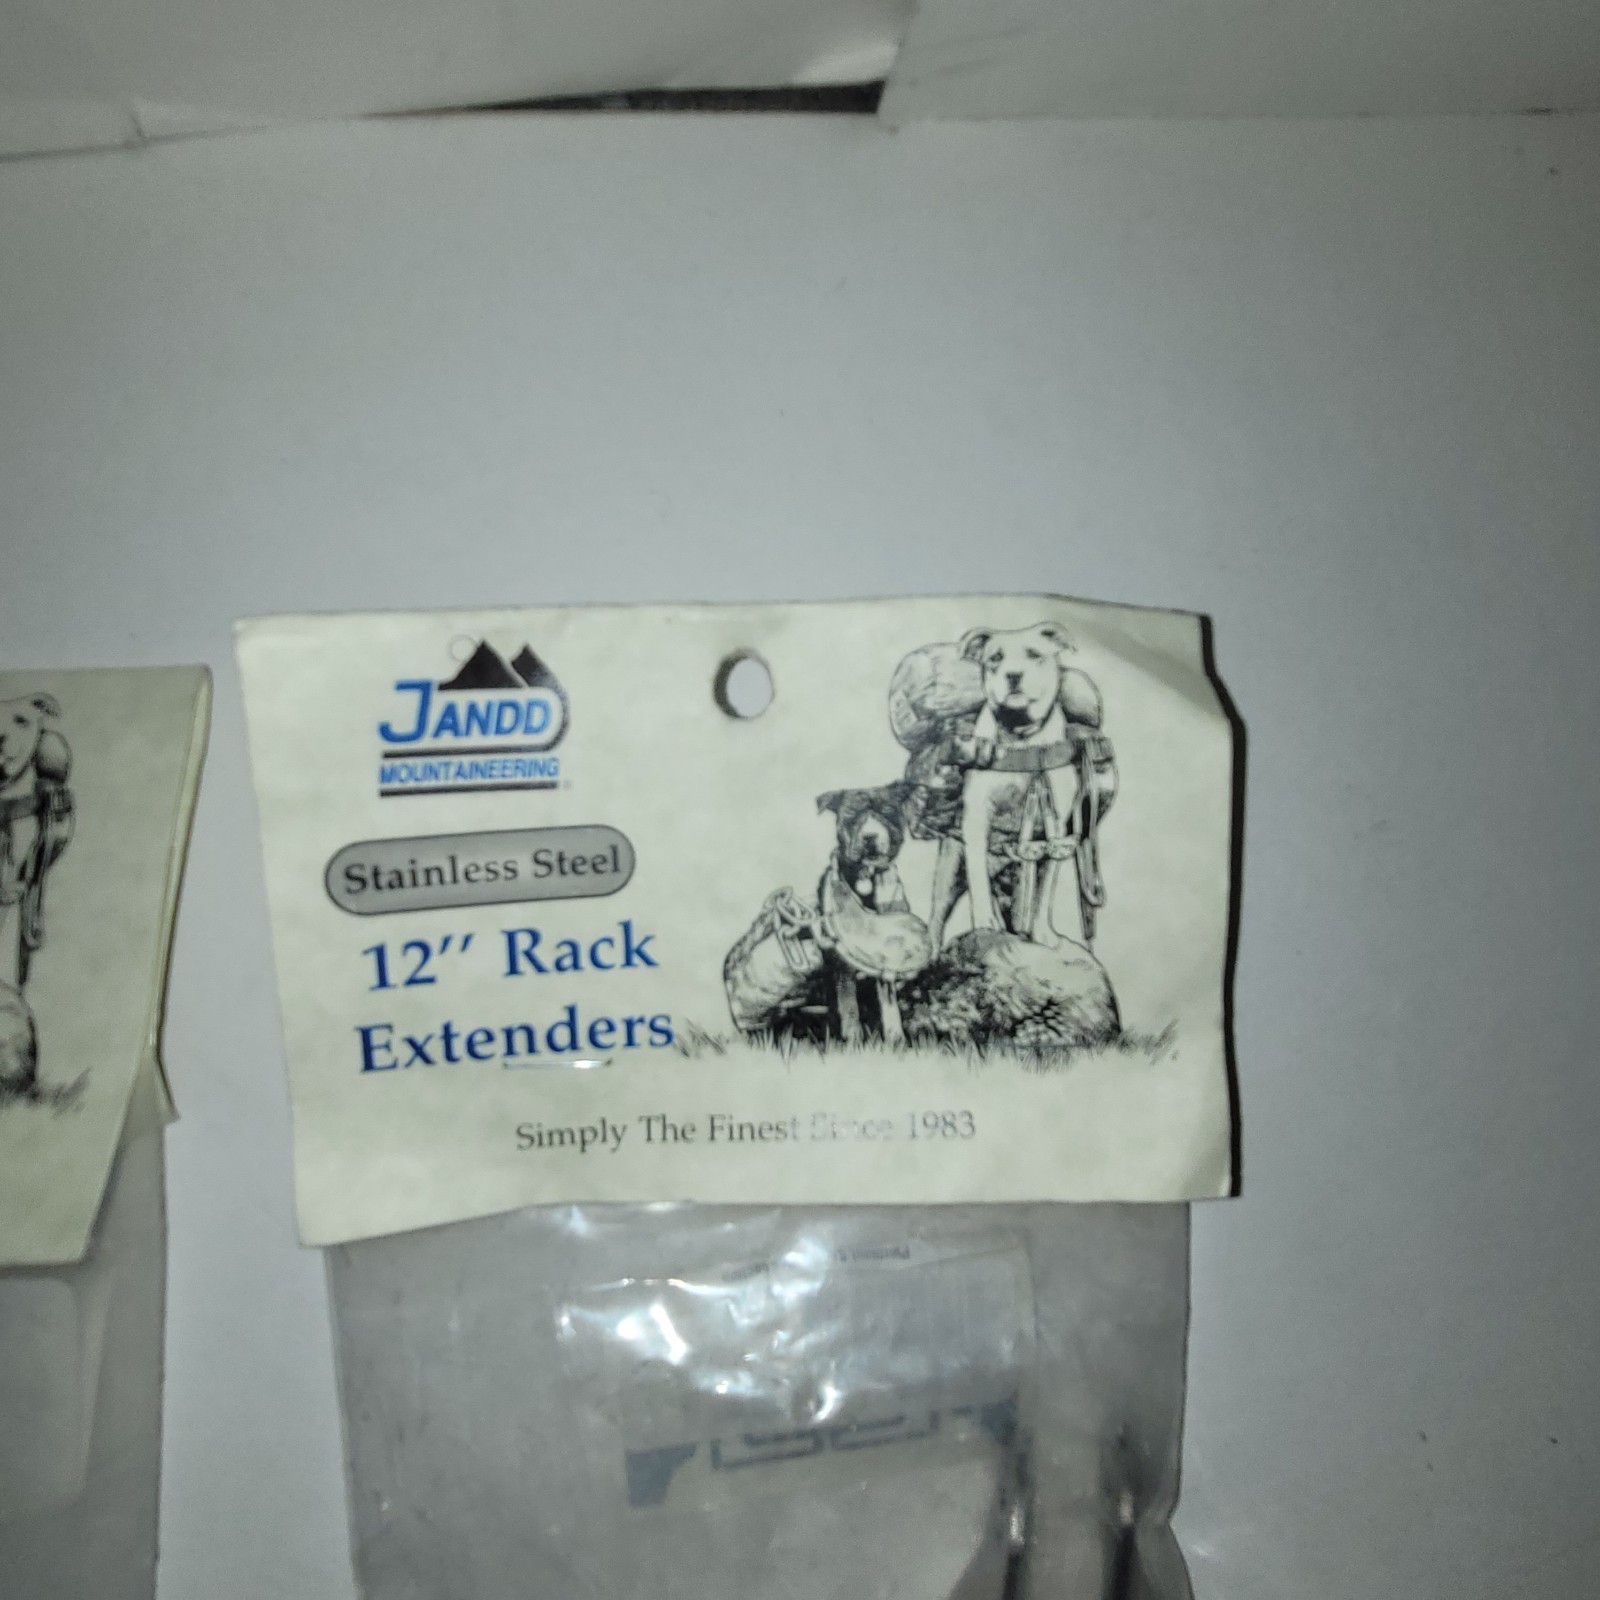 JANDD
MOUNTAINEERING
Stainless Steel
12" Rack
Extenders
Simply The Finest Since 1983